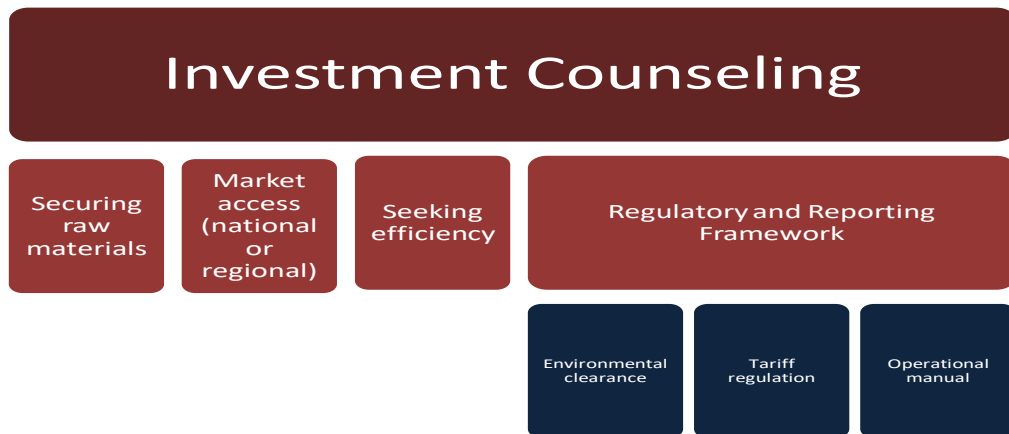 Investment Counseling
Securing
raw
materials
Market
access
(national
or
regional)
Seeking
efficiency
Regulatory and Reporting
Framework
Environmental
clearance
Tariff
regulation
Operational
manual